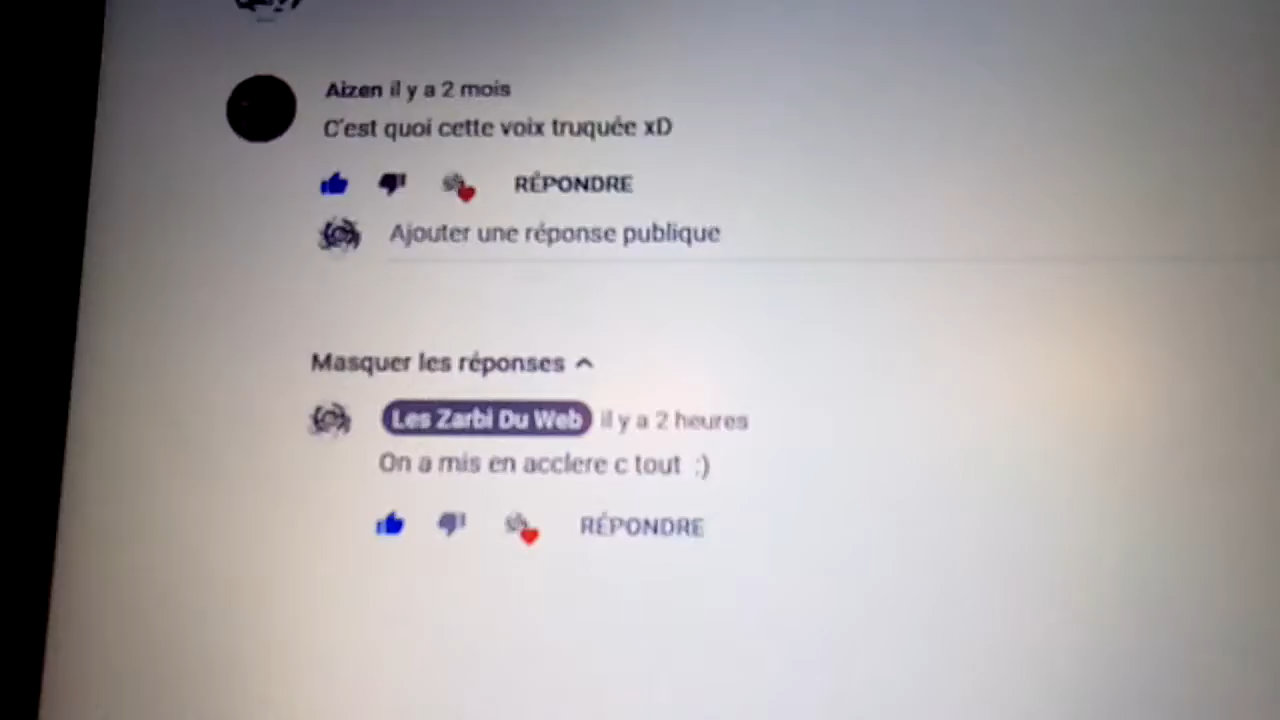 Aizen il y a 2 mois
C'est quoi cette voix truquée xD
RÉPONDRE
Ajouter une réponse publique
Masquer les réponses
Les Zarbi Du Web il y a 2 heures
On a mis en acclere c tout :)
RÉPONDRE